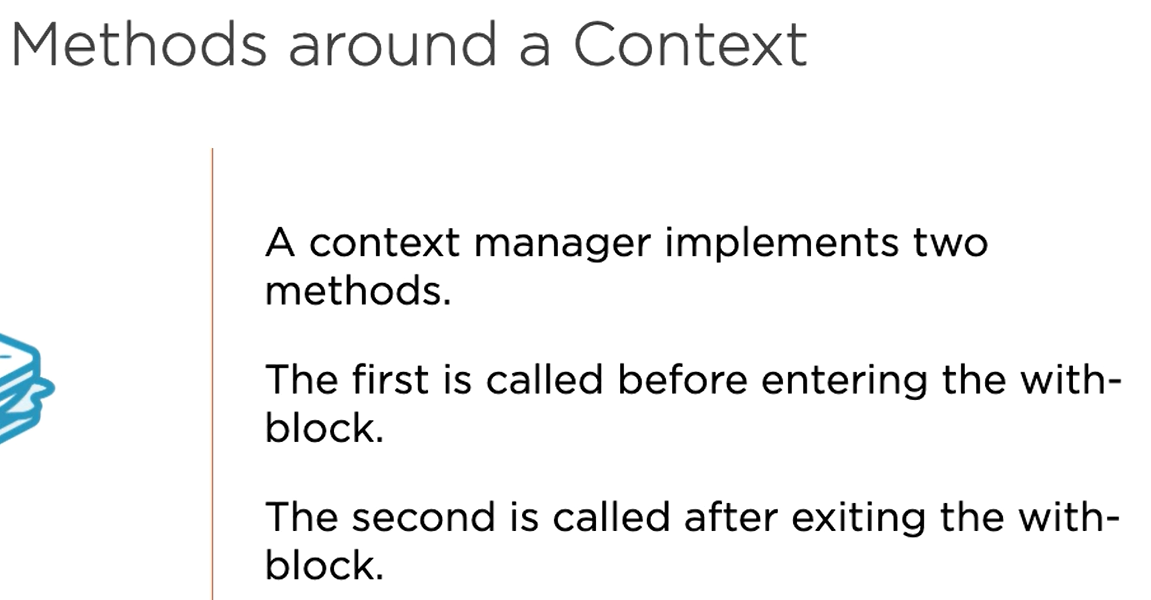 Methods around a Context
A context manager implements two
methods.
The first is called before entering the with-
block.
The second is called after exiting the with-
block.